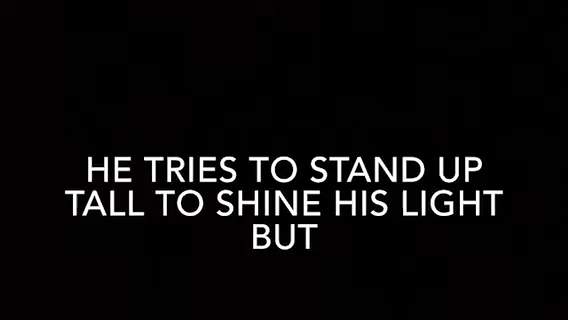 HE TRIES TO STAND UP
TALL TO SHINE HIS LIGHT
BUT